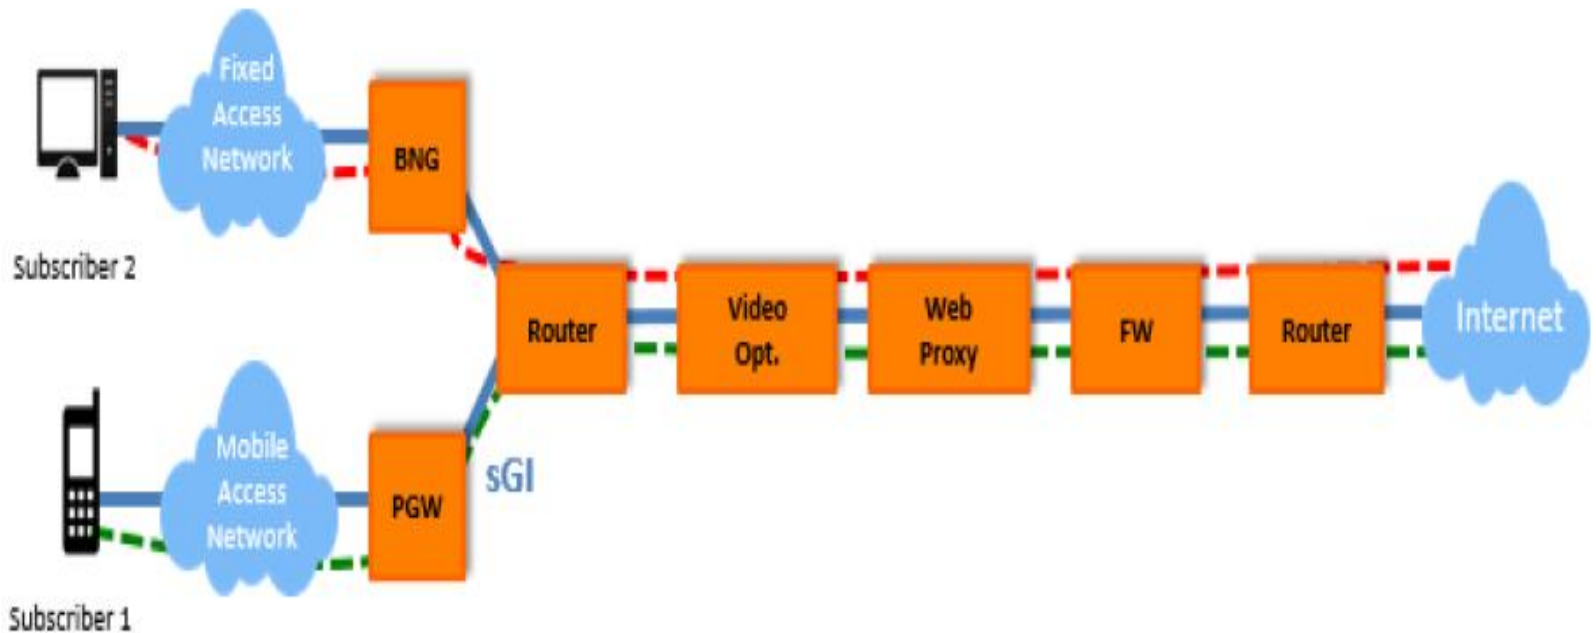 Fixed
Access
Network
BNG
Subscriber 2
Router
Video
Opt.
Web
Proxy
FW
Router
Internet
Mobile
Access
Network
PGW
sGI
Subscriber 1